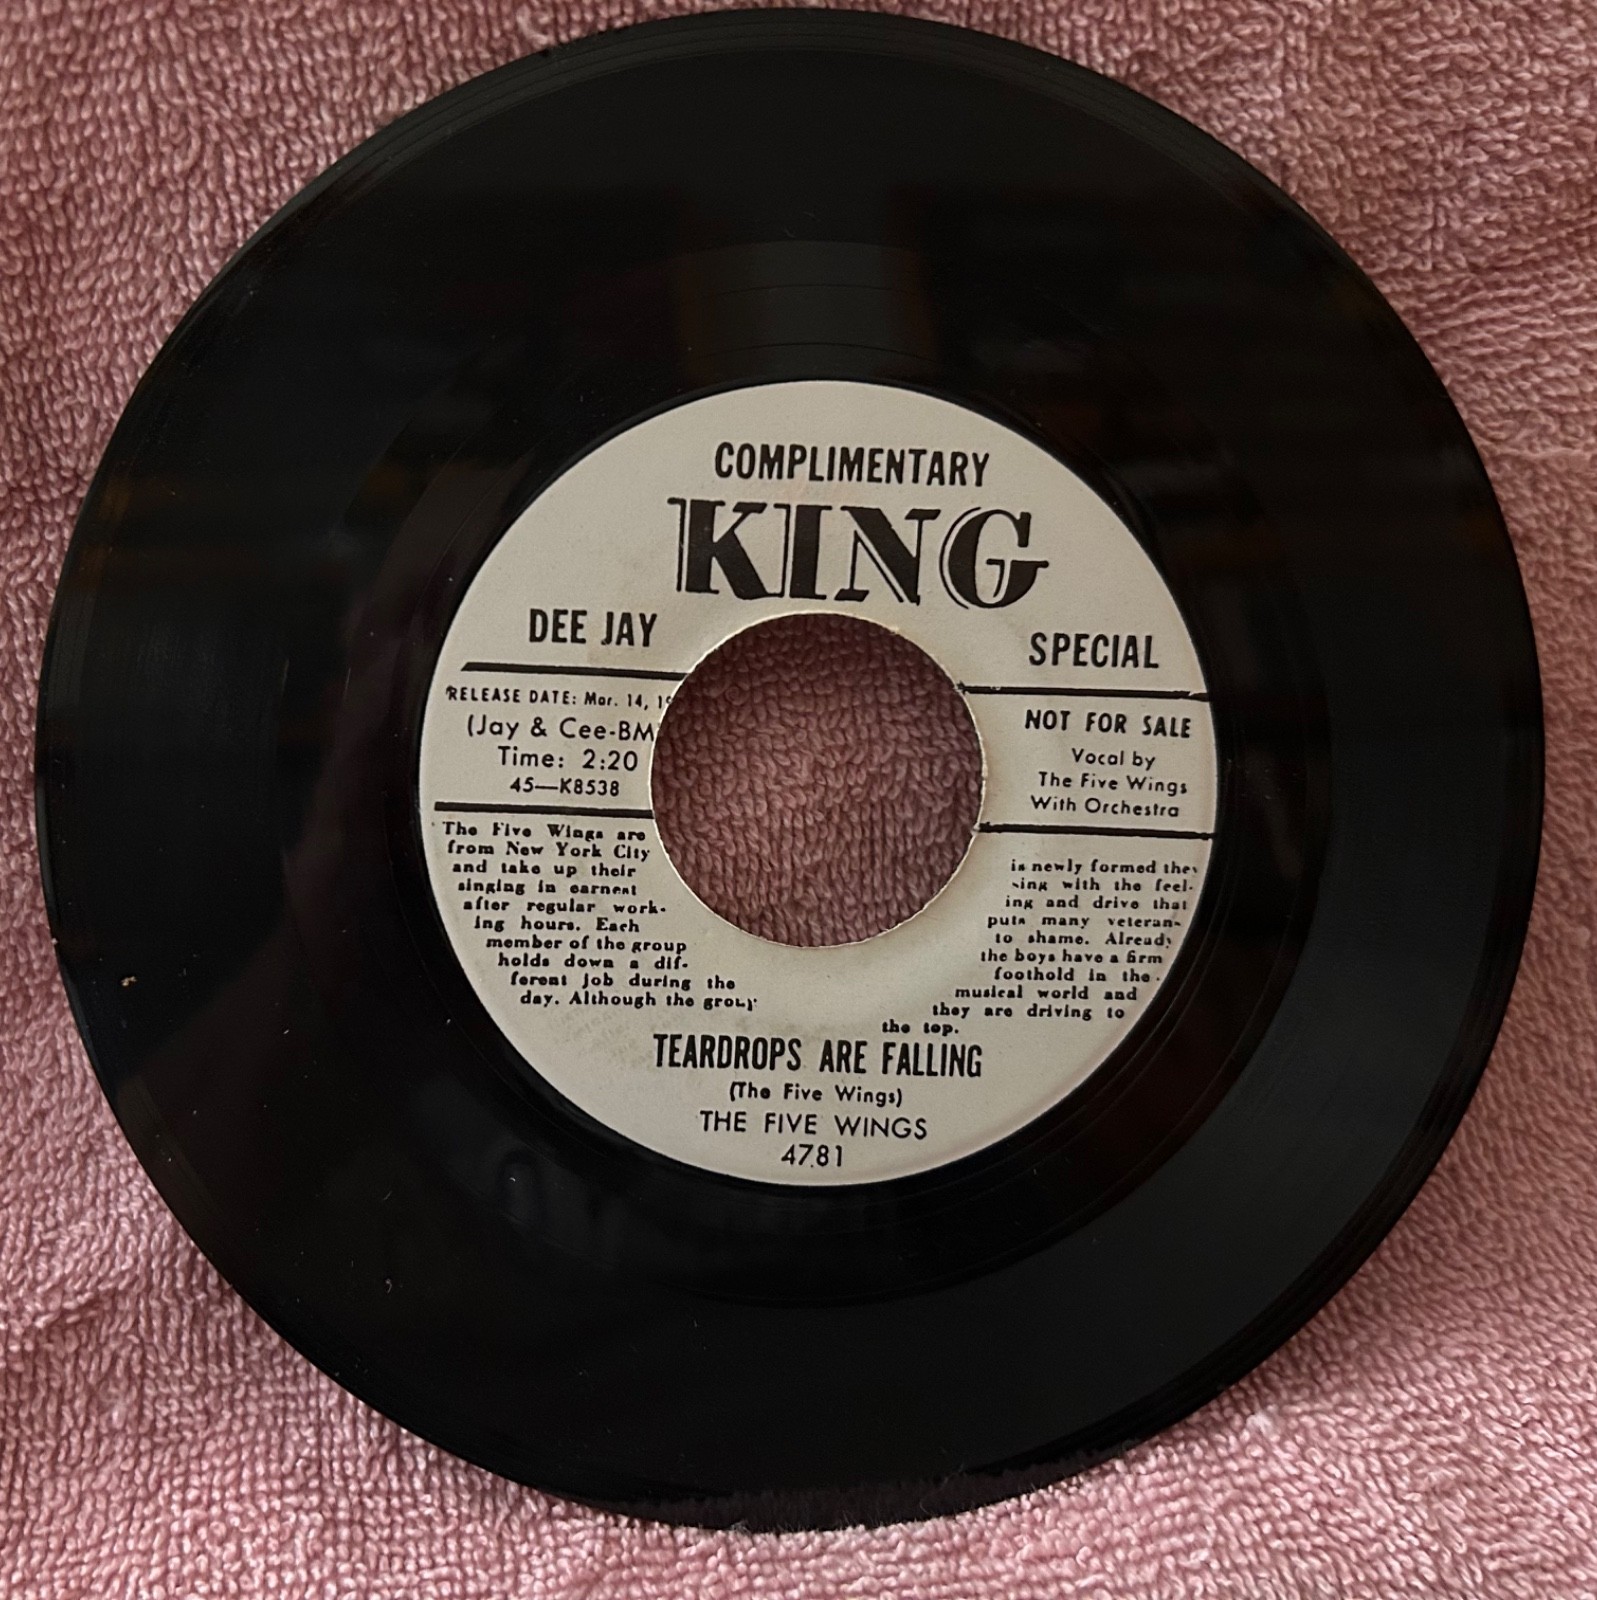 COMPLIMENTARY
KING
DEE JAY
SPECIAL
RELEASE DATE: Mar. 14, 19
(Jay & Cee-BM
Time: 2:20
45—K8538
NOT FOR SALE
Vocal by
The Five Wings
With Orchestra
The Five Wings are
from New York City
and take up their
singing in earnest
after regular work-
ing hours. Each
member of the group
holds down a dif-
ferent job during the
day. Although the group
is newly formed they
sing with the feel-
ing and drive that
puts many veterans
to shame. Already
the boys have a firm
foothold in the
musical world and
they are driving to
the top.
TEARDROPS ARE FALLING
(The Five Wings)
THE FIVE WINGS
4781